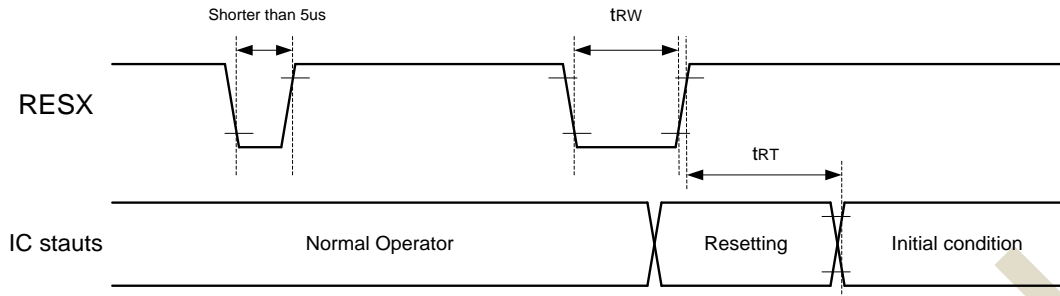 Shorter than 5us
tRW
RESX
tRT
IC stauts
Normal Operator
Resetting
Initial condition